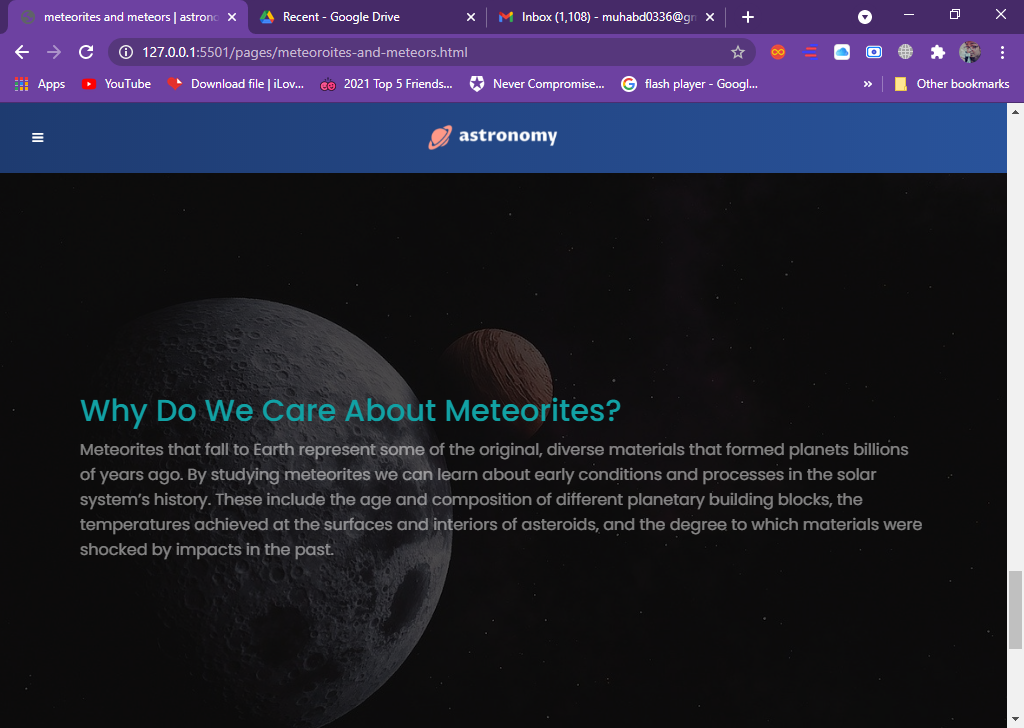 meteorites and meteors | astrono
Recent - Google Drive
Inbox (1,108) - muhabd0336@gn
127.0.0.1:5501/pages/meteoroites-and-meteors.html
Apps
YouTube
Download file | iLov...
2021 Top 5 Friends...
Never Compromise...
flash player - Googl...
»
Other bookmarks
astronomy
Why Do We Care About Meteorites?
Meteorites that fall to Earth represent some of the original, diverse materials that formed planets billions
of years ago. By studying meteorites we can learn about early conditions and processes in the solar
system’s history. These include the age and composition of different planetary building blocks, the
temperatures achieved at the surfaces and interiors of asteroids, and the degree to which materials were
shocked by impacts in the past.